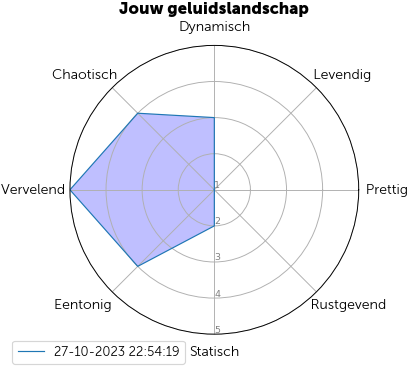 Jouw geluidslandschap
Dynamisch
Chaotisch
Levendig
Vervelend
Prettig
1
2
3
4
5
Eentonig
Rustgevend
Statisch
27-10-2023 22:54:19